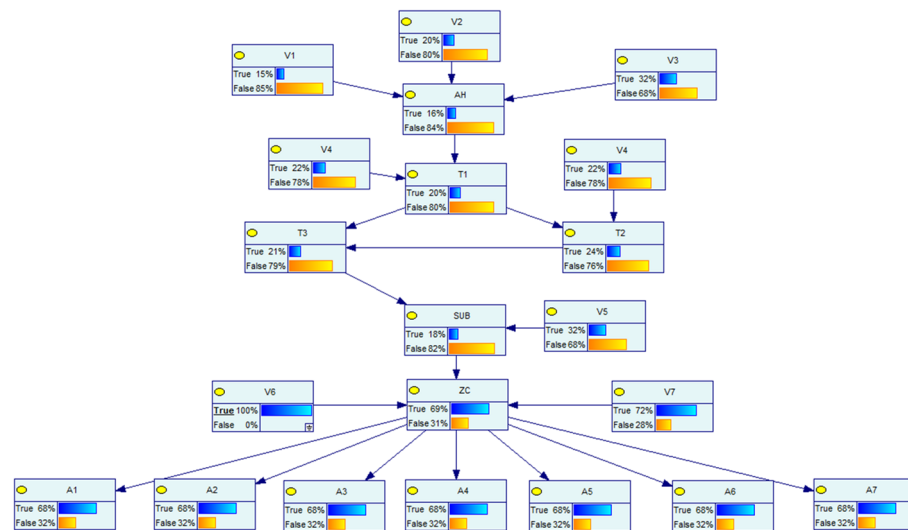 V2
True 20%
False 80%
V1
True 15%
False 85%
V3
True 32%
False 68%
AH
True 16%
False 84%
V4
True 22%
False 78%
V4
True 22%
False 78%
T1
True 20%
False 80%
T3
True 21%
False 79%
T2
True 24%
False 76%
SUB
True 18%
False 82%
V5
True 32%
False 68%
V6
True 100%
False 0%
ZC
True 69%
False 31%
V7
True 72%
False 28%
A1
True 68%
False 32%
A2
True 68%
False 32%
A3
True 68%
False 32%
A4
True 68%
False 32%
A5
True 68%
False 32%
A6
True 68%
False 32%
A7
True 68%
False 32%